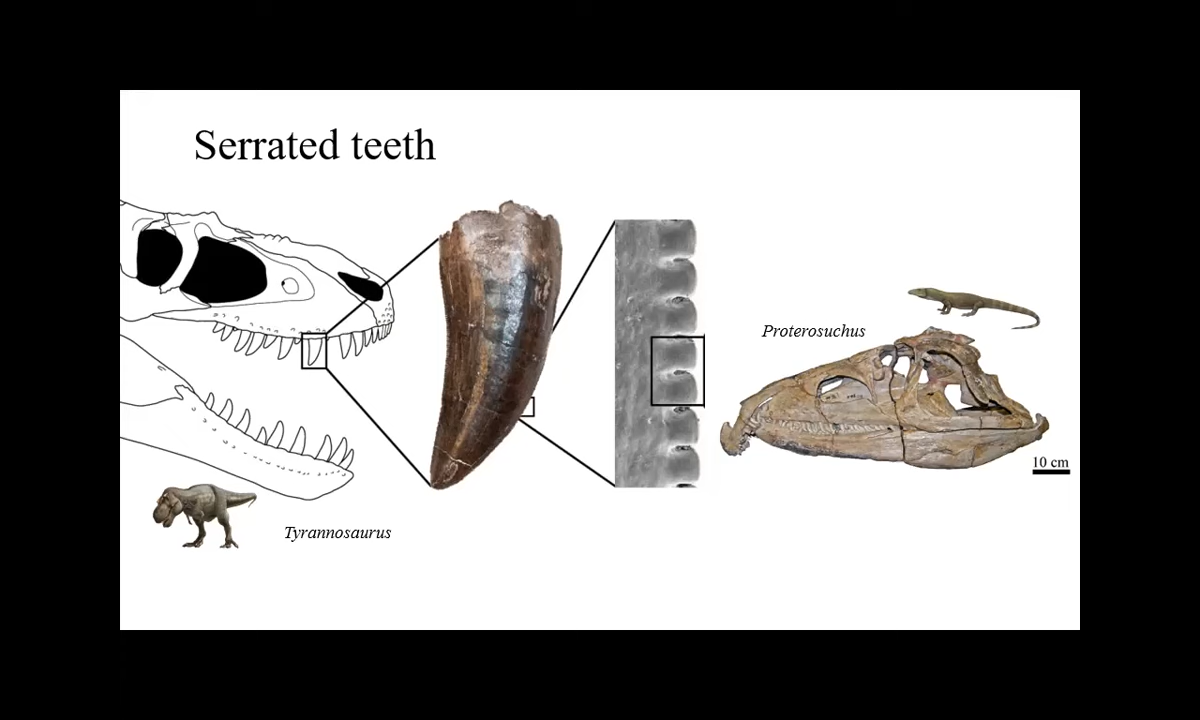 Serrated teeth
Proterosuchus
10 cm
Tyrannosaurus